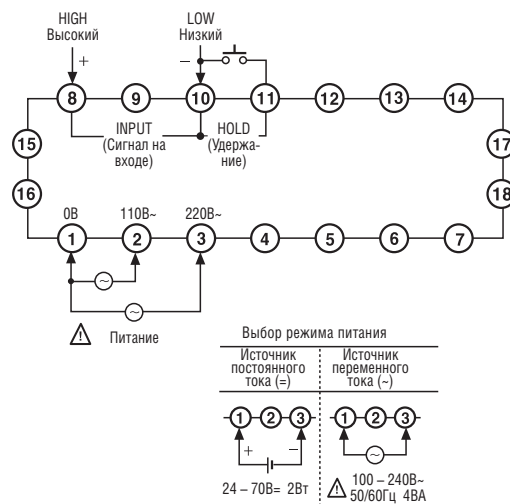 HIGH
Высокий
LOW
Низкий
+
−
8 9 10 11 12 13 14
INPUT
(Сигнал на
входе)
HOLD
(Удержа-
ние)
15
17
16
18
0В 110В~ 220В~
1 2 3 4 5 6 7
~
~
! Питание
Выбор режима питания
Источник
постоянного
тока (=)
Источник
переменного
тока (~)
1 2 3
1 2 3
+ −
~
24 – 70В= 2Вт
! 100 – 240В~
50/60Гц 4ВА